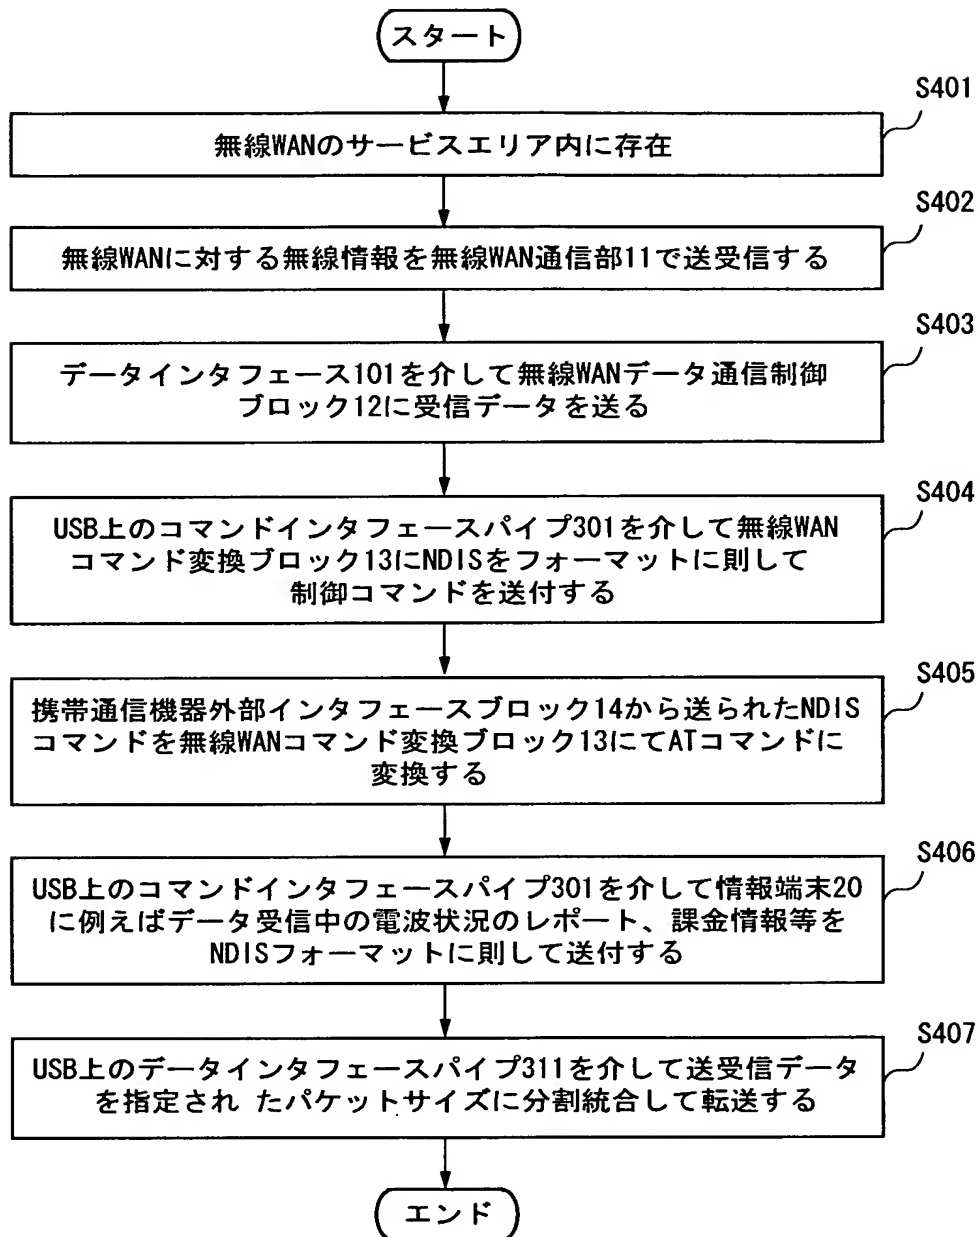 スタート
S401
無線WANのサービスエリア内に存在
S402
無線WANに対する無線情報を無線WAN通信部11で送受信する
S403
データインタフェース101を介して無線WANデータ通信制御
ブロック12に受信データを送る
S404
USB上のコマンドインタフェースパイプ301を介して無線WAN
コマンド変換ブロック13にNDISをフォーマットに則して
制御コマンドを送付する
S405
携帯通信機器外部インタフェースブロック14から送られたNDIS
コマンドを無線WANコマンド変換ブロック13にてATコマンドに
変換する
S406
USB上のコマンドインタフェースパイプ301を介して情報端末20
に例えばデータ受信中の電波状況のレポート、課金情報等を
NDISフォーマットに則して送付する
S407
USB上のデータインタフェースパイプ311を介して送受信データ
を指定され たパケットサイズに分割統合して転送する
エンド